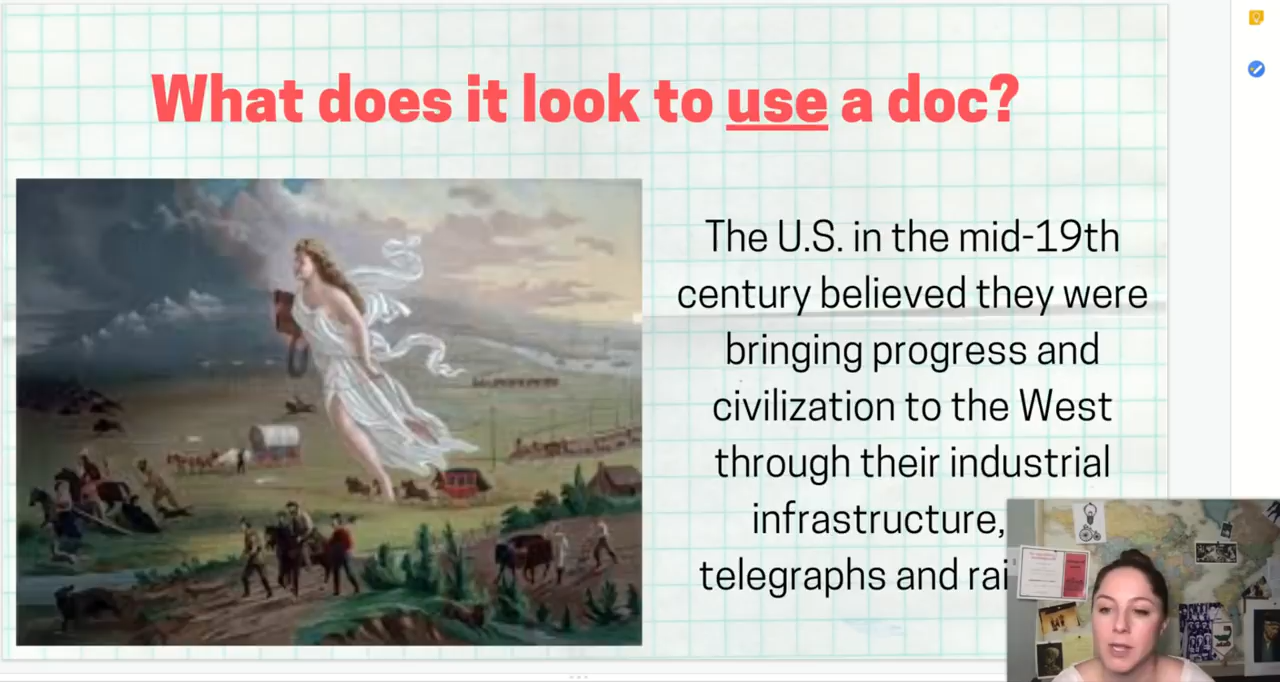 What does it look to use a doc?
The U.S. in the mid-19th
century believed they were
bringing progress and
civilization to the West
through their industrial
infrastructure,
telegraphs and